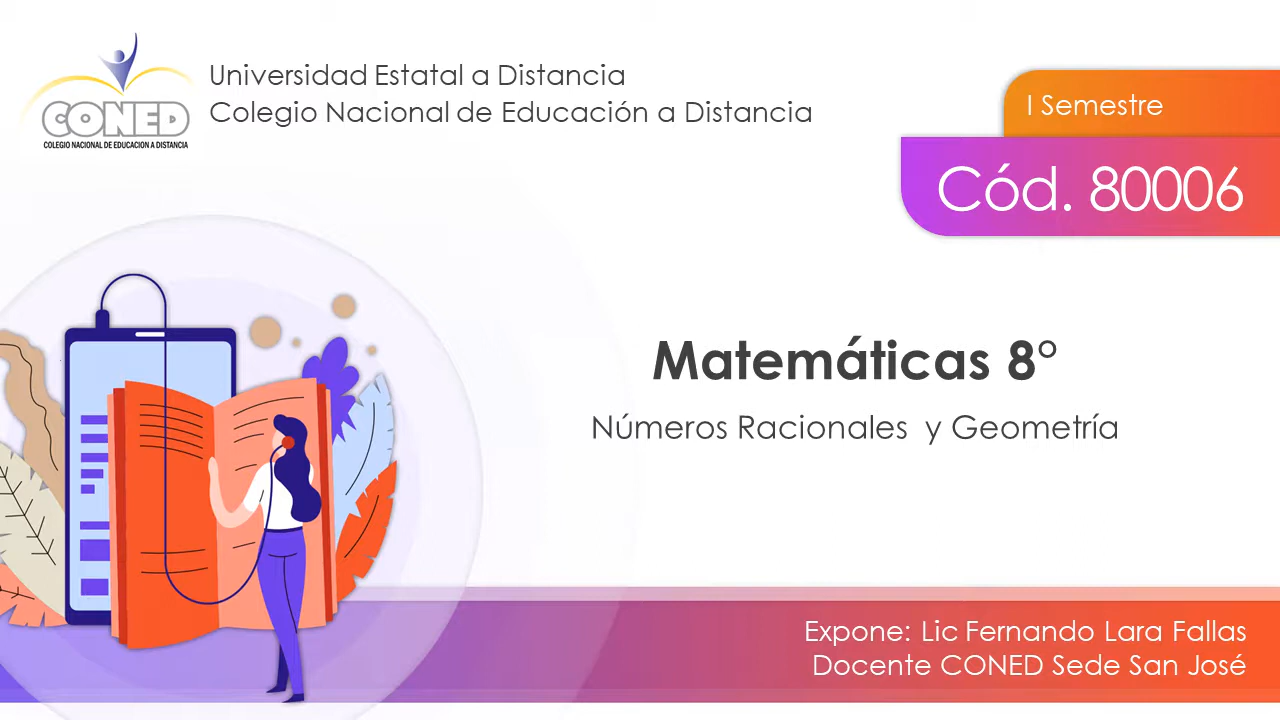 CONED
COLEGIO NACIONAL DE EDUCACION A DISTANCIA
Universidad Estatal a Distancia
Colegio Nacional de Educación a Distancia
I Semestre
Cód. 80006
Matemáticas 8°
Números Racionales y Geometría
Expone: Lic Fernando Lara Fallas
Docente CONED Sede San José